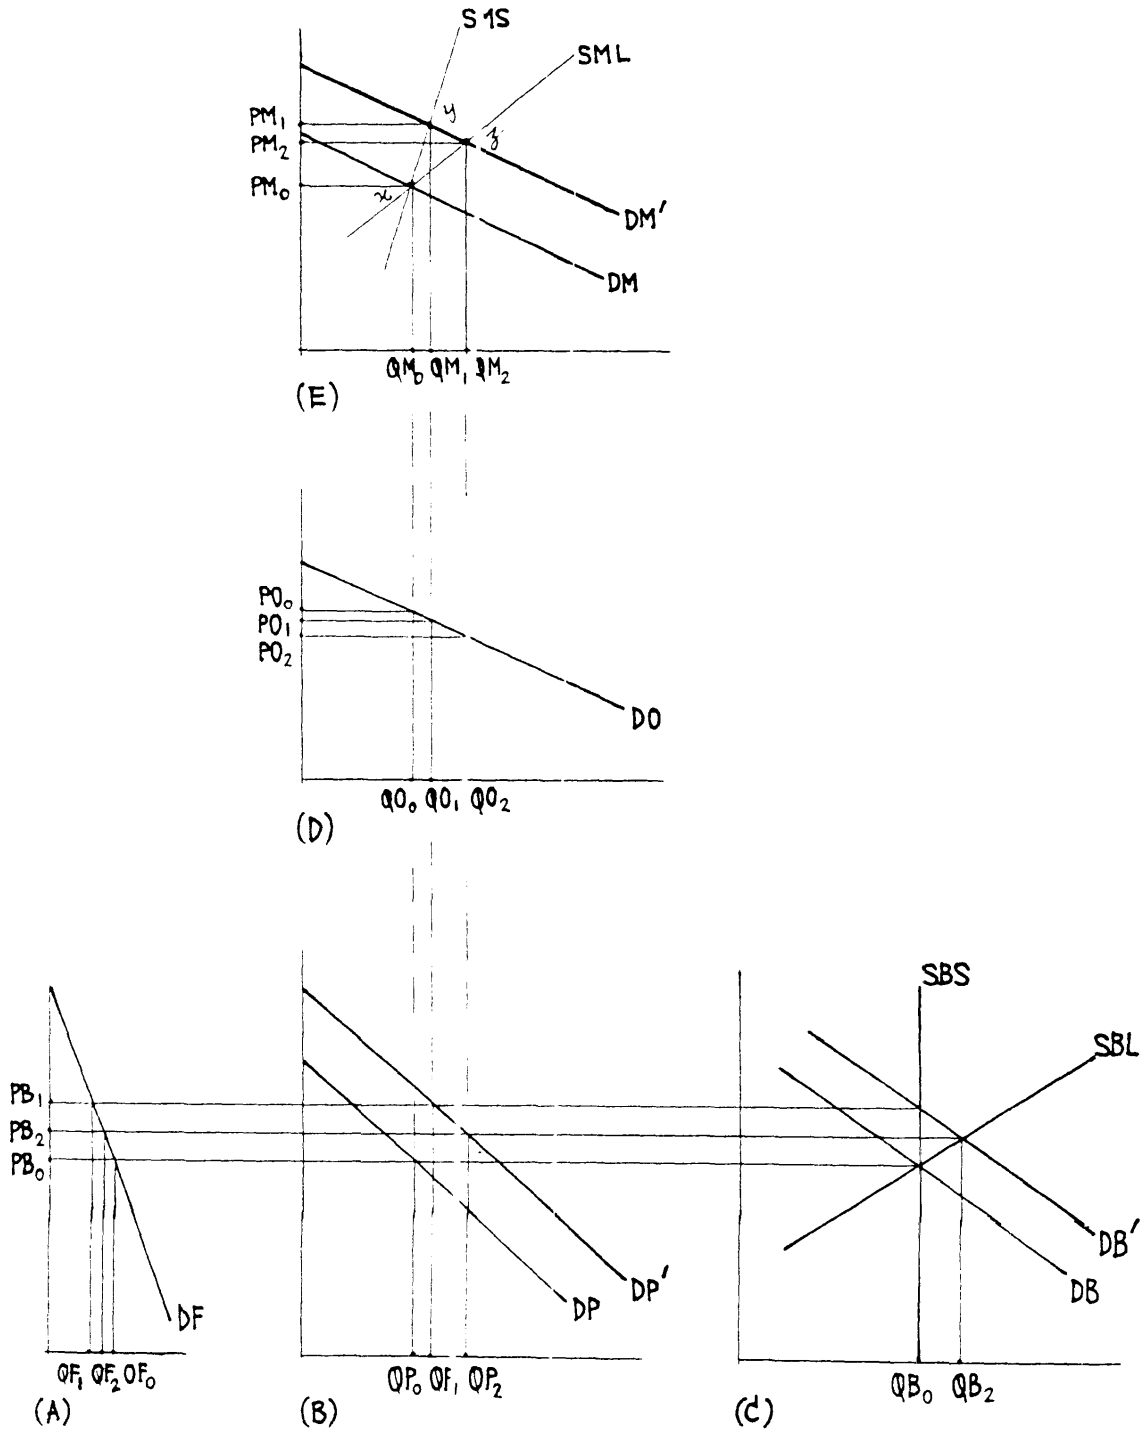 S1S
SML
PM₁
y
PM₂
z
PM₀
x
DM'
DM
QM₀ QM₁ QM₂
(E)
PO₀
PO₁
PO₂
DO
QO₀ QO₁ QO₂
(D)
SBS
SBL
PB₁
PB₂
PB₀
DB'
DP'
DB
DF
DP
QF₁ QF₂ QF₀
QP₀ QF₁ QP₂
QB₀ QB₂
(A)
(B)
(C)